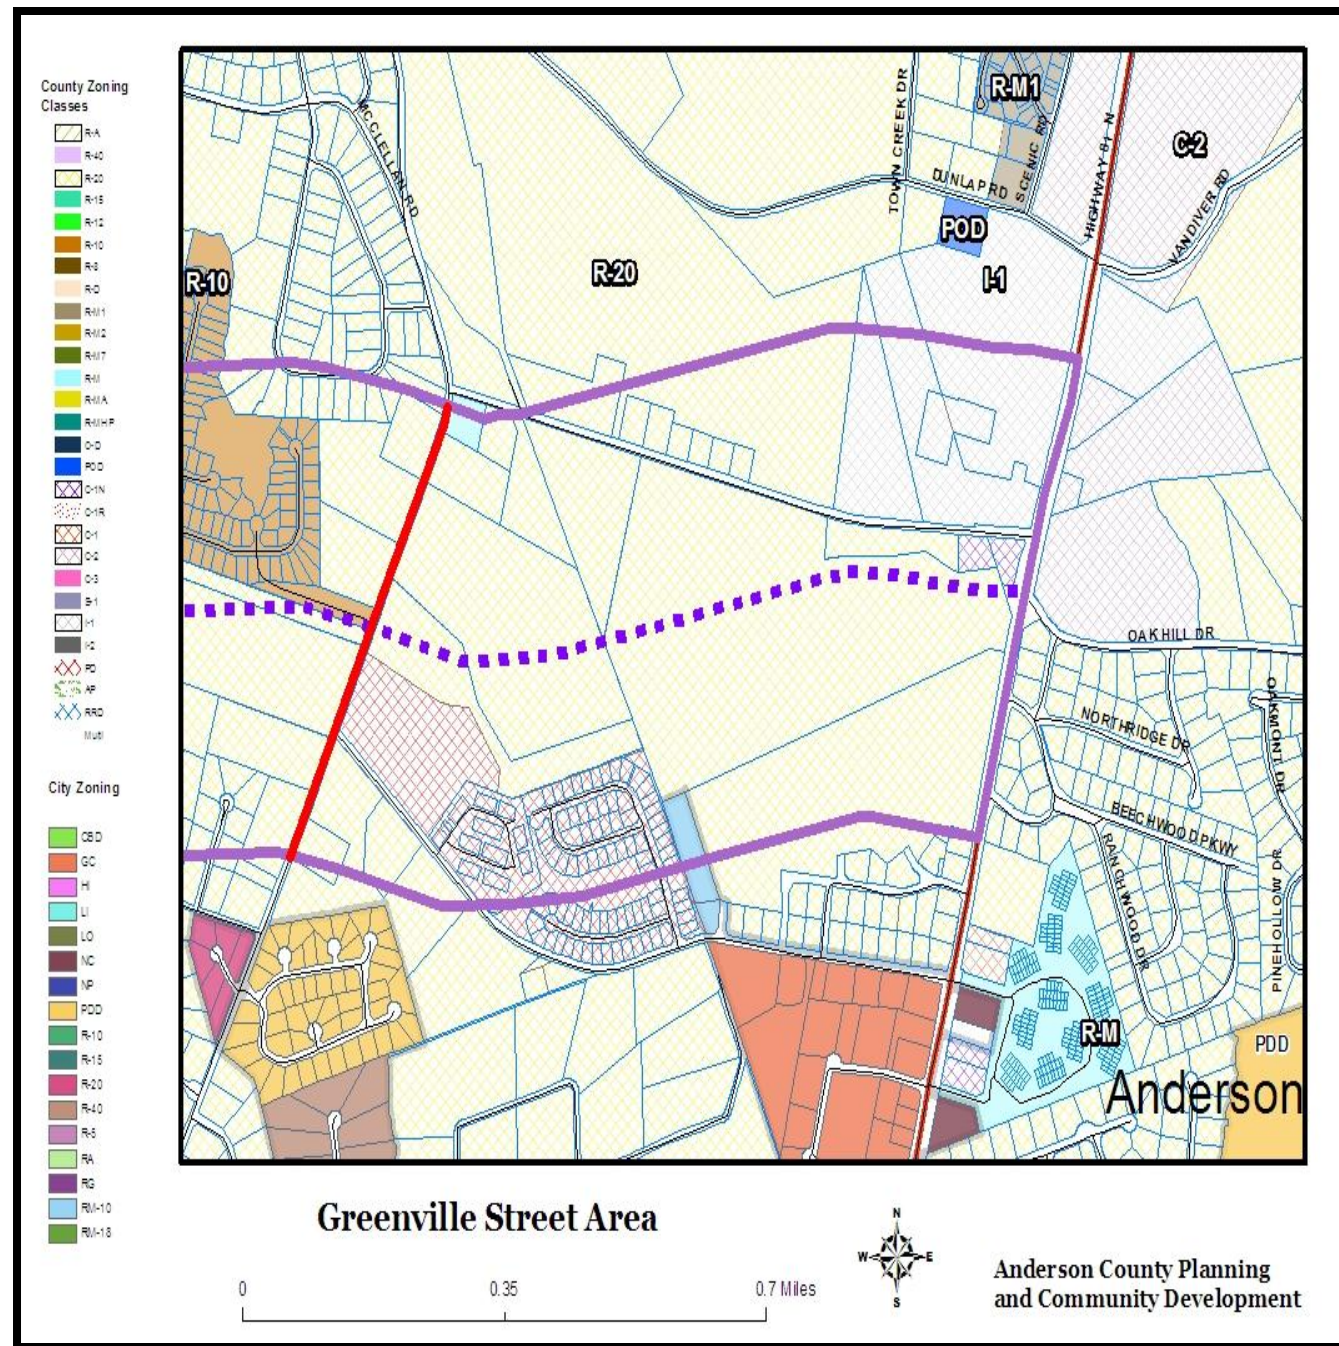 County Zoning
Classes
R-A
R-40
R-20
R-15
R-12
R-10
R-8
R-D
R-M1
R-M2
R-M7
R-M
R-MA
R-MHP
O-D
POD
C-1N
C-1R
C-1
C-2
C-3
S-1
I-1
I-2
PD
AP
RRD
Mutl
City Zoning
CBD
GC
HI
LI
LO
NC
NP
PDD
R-10
R-15
R-20
R-40
R-5
RA
RG
RM-10
RM-18
MCCLELLAN RD
TOWN CREEK DR
R-M1
SCENIC RD
HIGHWAY 81 N
C-2
DUNLAP RD
VANDIVER RD
POD
R-10
R-20
I-1
OAK HILL DR
OAKMONT DR
NORTHRIDGE DR
BEECHWOOD PKWY
RANCHWOOD DR
PINEHOLLOW DR
R-M
PDD
Anderson
Greenville Street Area
N
W
E
S
0
0.35
0.7 Miles
Anderson County Planning
and Community Development